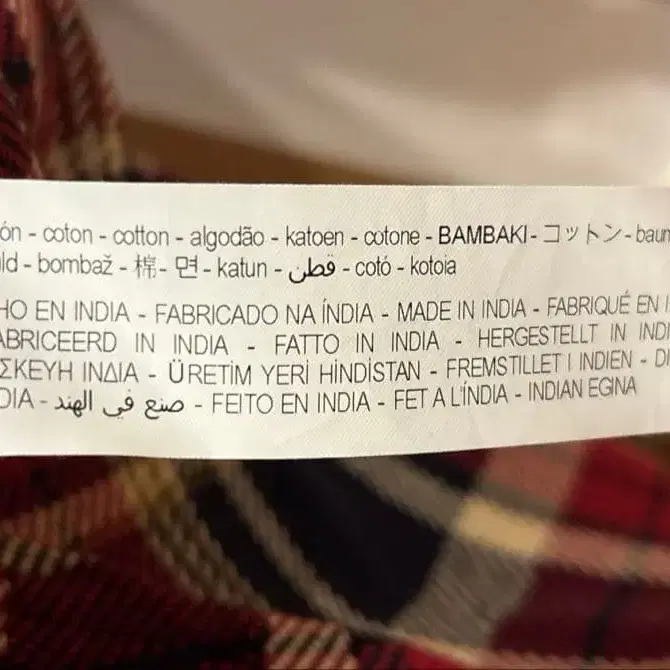 ón - coton - cotton - algodão - katoen - cotone - BAMBAKI - コットン - baum
ld - bombaž - 棉 - 면 - katun - قطن - cotó - kotoia
HO EN INDIA - FABRICADO NA ÍNDIA - MADE IN INDIA - FABRIQUÉ EN I
ABRICEERD IN INDIA - FATTO IN INDIA - HERGESTELLT IN INDI
ΣΚΕΥΗ ΙΝΔΙΑ - ÜRETİM YERİ HİNDİSTAN - FREMSTILLET I INDIEN - DI
DIA - صنع في الهند - FEITO EN INDIA - FET A L'ÍNDIA - INDIAN EGINA